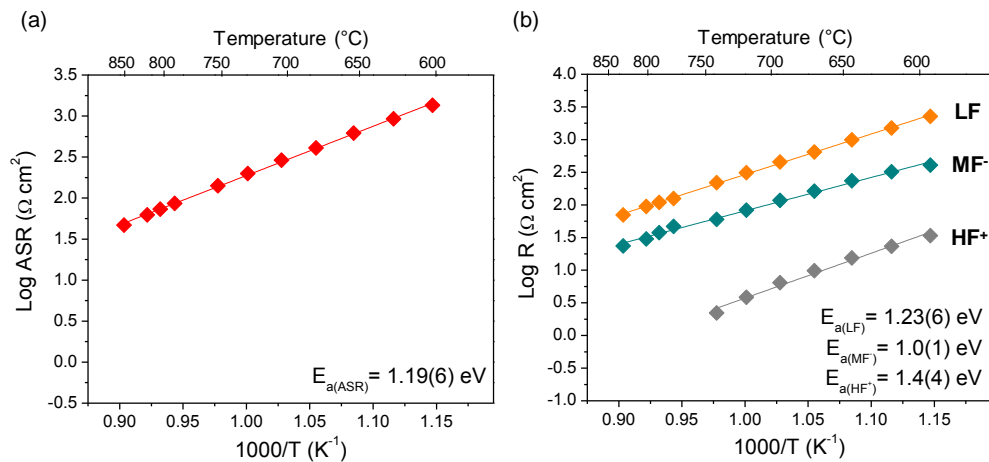 (a)
Temperature (°C)
850 800 750 700 650 600
3.5
3.0
2.5
2.0
1.5
1.0
0.5
0.0
-0.5
Log ASR (Ω cm²)
E_a(ASR) = 1.19(6) eV
0.90 0.95 1.00 1.05 1.10 1.15
1000/T (K⁻¹)
(b)
Temperature (°C)
850 800 750 700 650 600
4.0
3.5
3.0
2.5
2.0
1.5
1.0
0.5
0.0
-0.5
-1.0
Log R (Ω cm²)
LF
MF⁻
HF⁺
E_a(LF) = 1.23(6) eV
E_a(MF⁻) = 1.0(1) eV
E_a(HF⁺) = 1.4(4) eV
0.90 0.95 1.00 1.05 1.10 1.15
1000/T (K⁻¹)